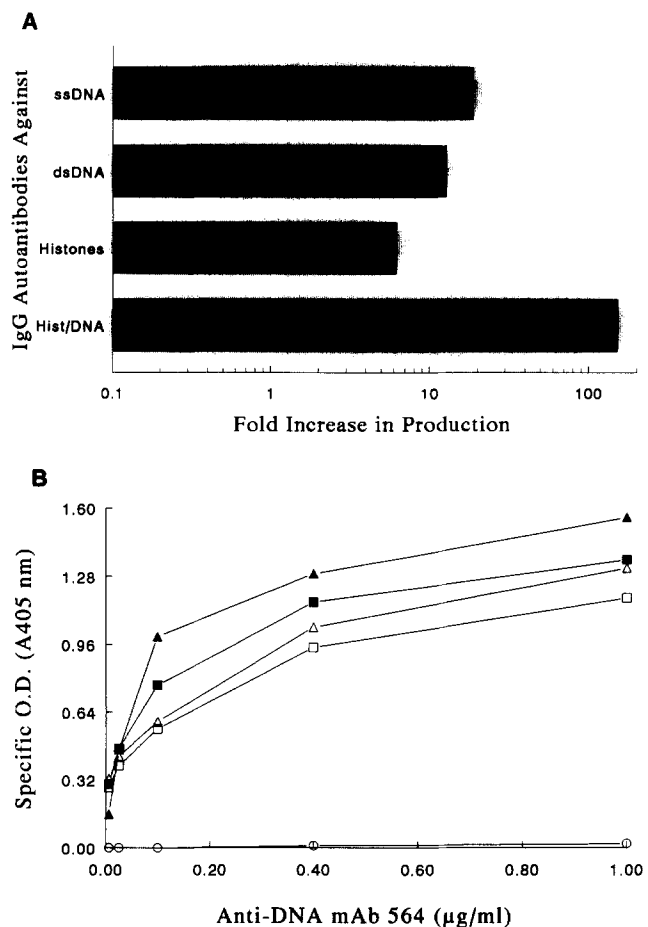 A
IgG Autoantibodies Against
ssDNA
dsDNA
Histones
Hist/DNA
0.1 1 10 100
Fold Increase in Production
B
Specific O.D. (A405 nm)
1.60
1.28
0.96
0.64
0.32
0.00
0.00 0.20 0.40 0.60 0.80 1.00
Anti-DNA mAb 564 (µg/ml)